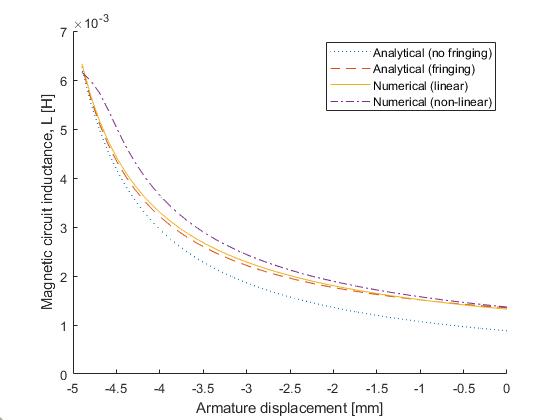 ×10-3
7
6
5
4
3
2
1
0
Magnetic circuit inductance, L [H]
Analytical (no fringing)
Analytical (fringing)
Numerical (linear)
Numerical (non-linear)
-5 -4.5 -4 -3.5 -3 -2.5 -2 -1.5 -1 -0.5 0
Armature displacement [mm]